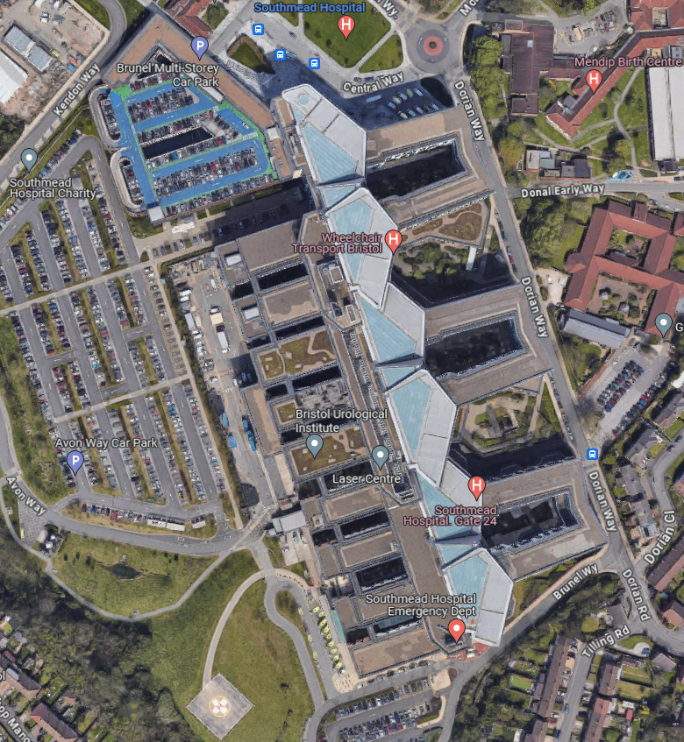 Southmead Hospital
H
P
Brunel Multi-Storey
Car Park
Kendon Way
Central Way
Dorian Way
Mendip Birth Centre
H
Southmead
Hospital Charity
Donal Early Way
Wheelchair
Transport Bristol
H
Dorian Way
G
Bristol Urological
Institute
Avon Way Car Park
P
Laser Centre
Avon Way
H
Southmead
Hospital. Gate 24
Dorian Way
Dorian Cl
Southmead Hospital
Emergency Dept
Brunel Wy
Dorian Rd
Tilling Rd